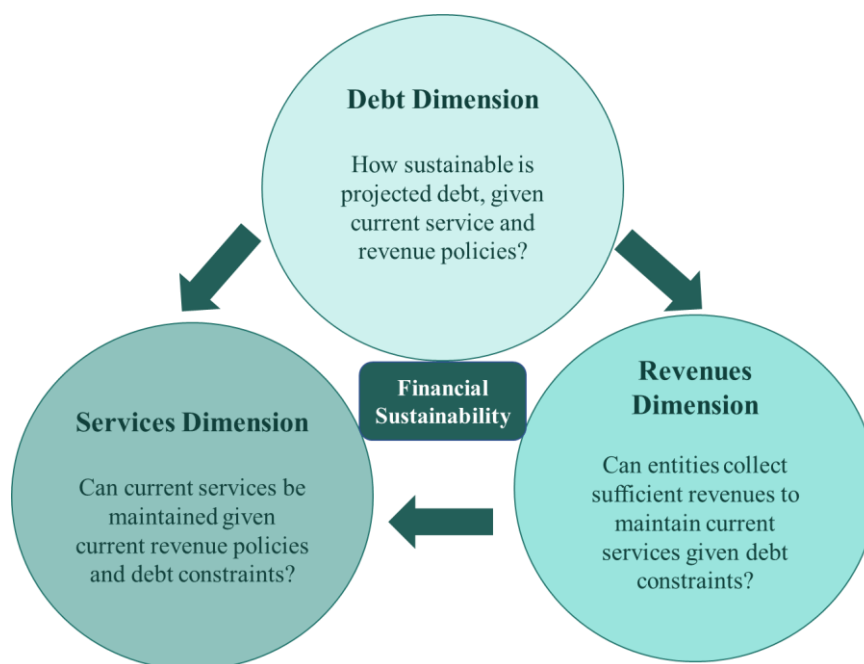 Debt Dimension
How sustainable is
projected debt, given
current service and
revenue policies?
Financial
Sustainability
Services Dimension
Can current services be
maintained given
current revenue policies
and debt constraints?
Revenues
Dimension
Can entities collect
sufficient revenues to
maintain current
services given debt
constraints?